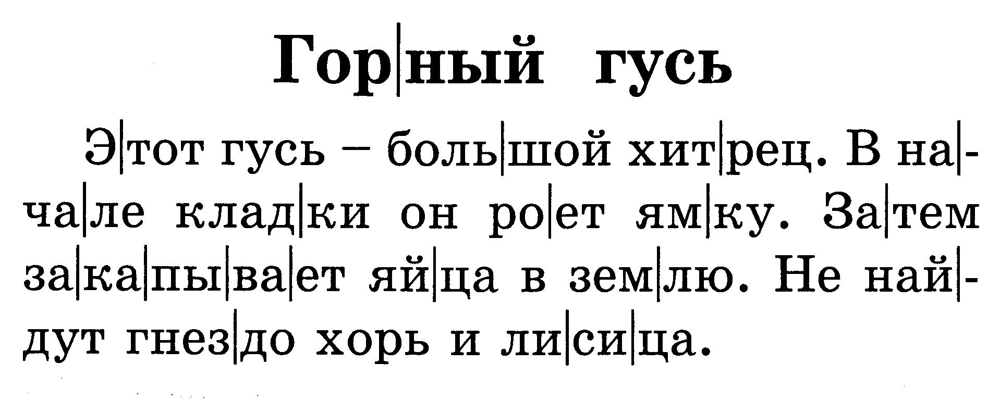 Гор|ный гусь
Э|тот гусь – боль|шой хит|рец. В на|-
ча|ле клад|ки он ро|ет ям|ку. За|тем
за|ка|пы|ва|ет яй|ца в зем|лю. Не най|-
дут гнез|до хорь и ли|си|ца.